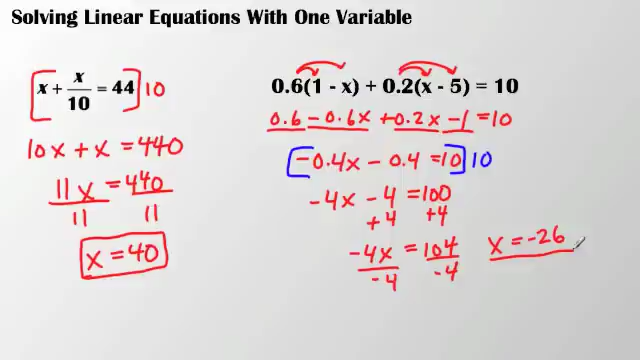 Solving Linear Equations With One Variable
[x + x/10 = 44] 10
10x + x = 440
11x = 440
11 11
x = 40
0.6(1 - x) + 0.2(x - 5) = 10
0.6 - 0.6x + 0.2x - 1 = 10
[-0.4x - 0.4 = 10] 10
-4x - 4 = 100
+4 +4
-4x = 104
-4 -4
x = -26